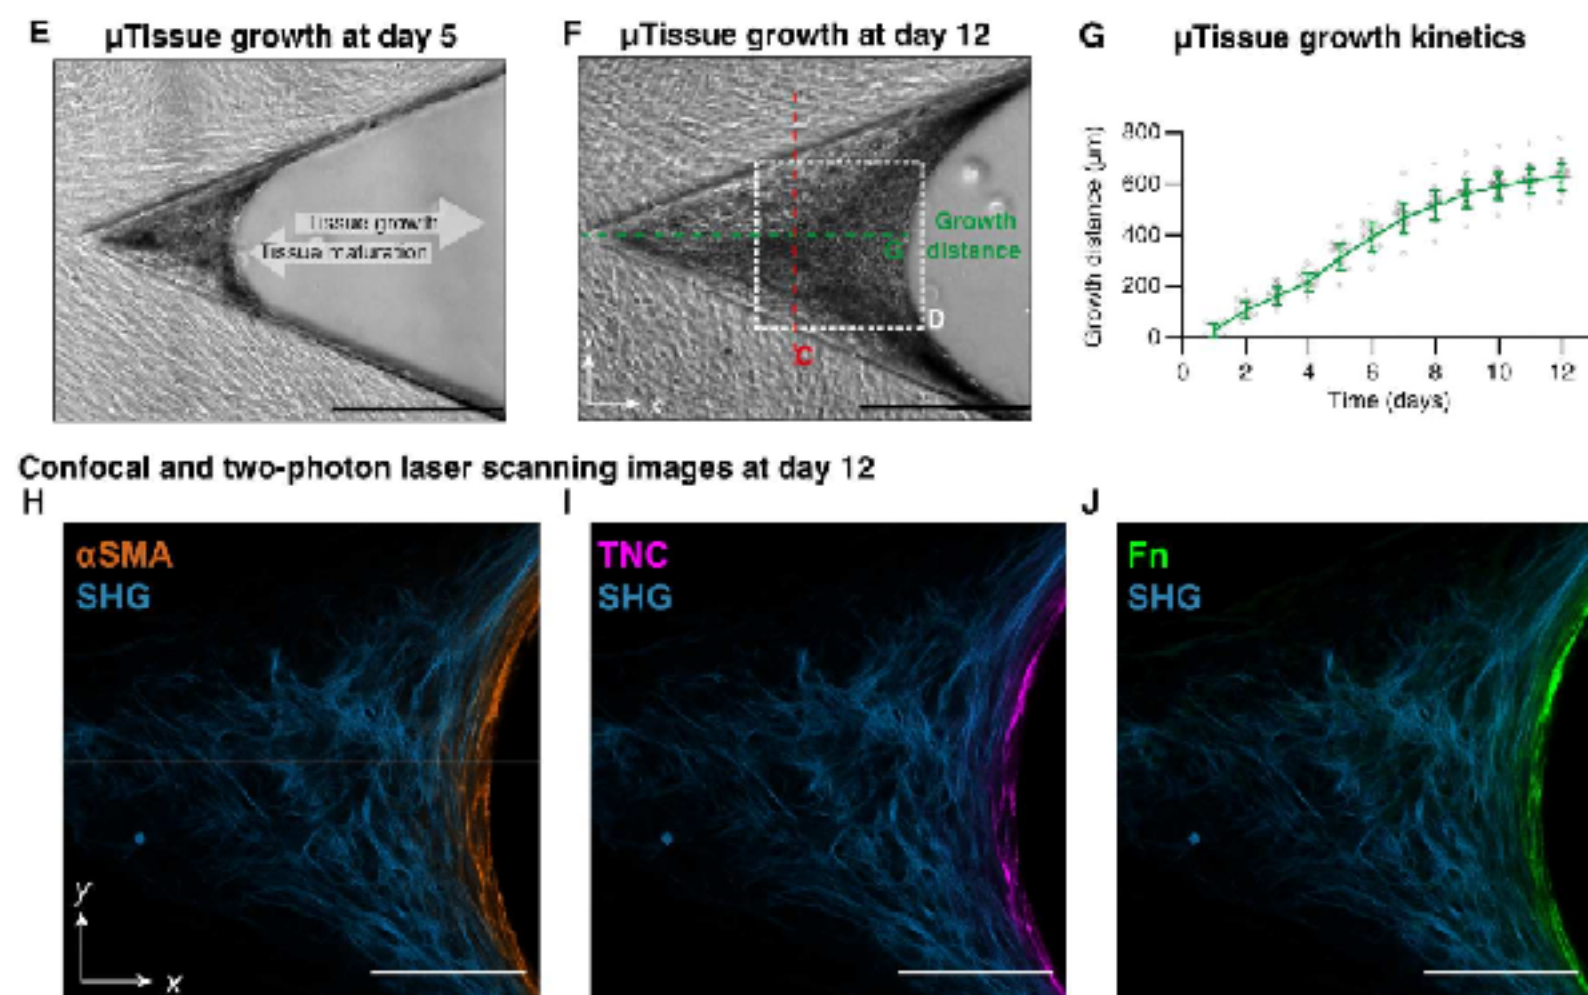 E
μTissue growth at day 5
Tissue growth
Tissue maturation
F
μTissue growth at day 12
Growth
distance
G
D
C
G
μTissue growth kinetics
Growth distance (μm)
800
600
400
200
0
0 2 4 6 8 10 12
Time (days)
Confocal and two-photon laser scanning images at day 12
H
αSMA
SHG
y
x
I
TNC
SHG
J
Fn
SHG